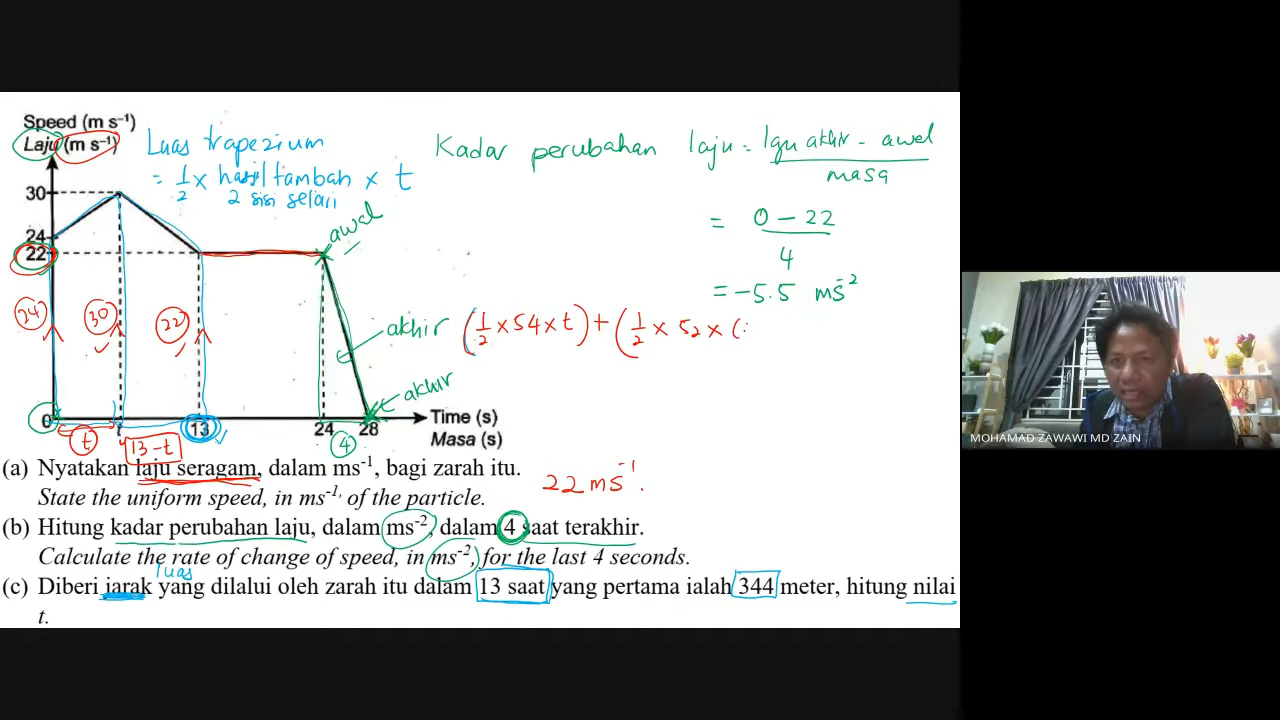 Speed (m s⁻¹)
Laju (m s⁻¹)
Luas trapezium
= 1/2 × hasil tambah × t
2 sisi selari
Kadar perubahan laju = laju akhir - awal
masa
= 0 - 22
4
= -5.5 ms⁻²
30
24
22
0
awal
24
30
22
akhir
(1/2 × 54 × t) + (1/2 × 52 × (
akhir
t
13
24
28
Time (s)
Masa (s)
t
13-t
4
(a) Nyatakan laju seragam, dalam ms⁻¹, bagi zarah itu.
State the uniform speed, in ms⁻¹, of the particle.
22 ms⁻¹.
(b) Hitung kadar perubahan laju, dalam ms⁻², dalam 4 saat terakhir.
Calculate the rate of change of speed, in ms⁻², for the last 4 seconds.
luas
(c) Diberi jarak yang dilalui oleh zarah itu dalam 13 saat yang pertama ialah 344 meter, hitung nilai
t.
MOHAMAD ZAWAWI MD ZAIN